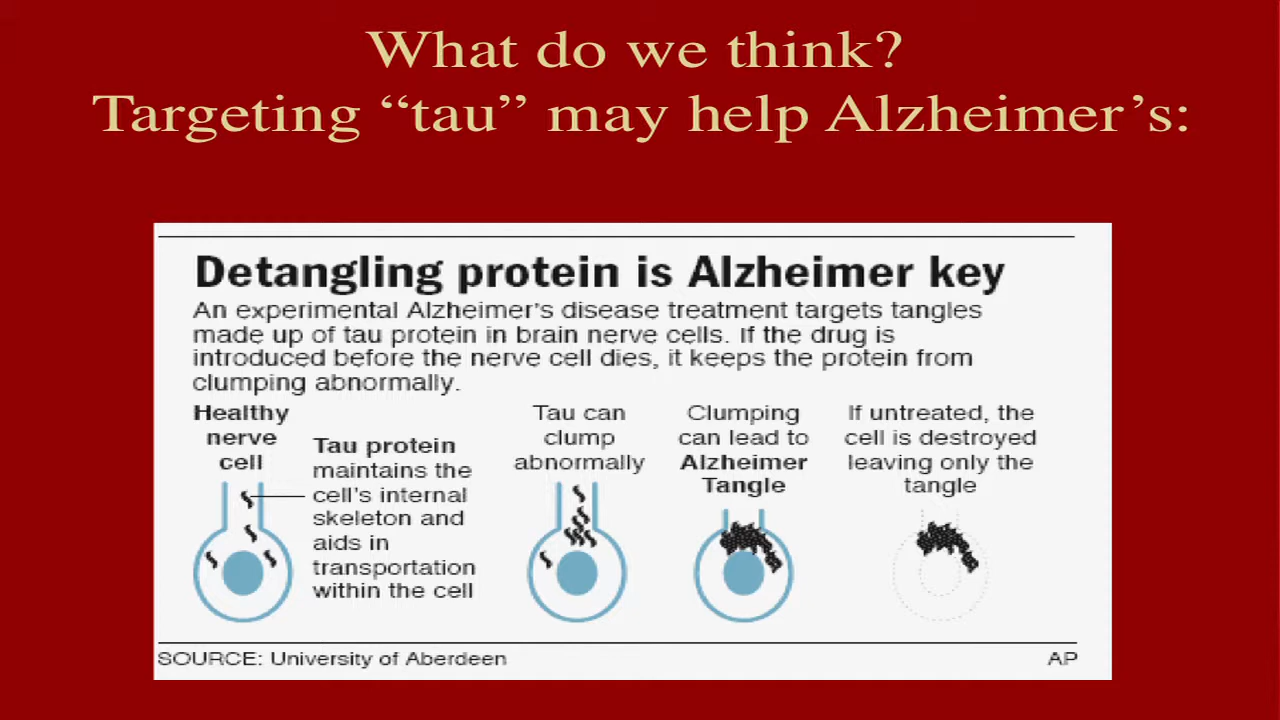 What do we think?
Targeting “tau” may help Alzheimer’s:
Detangling protein is Alzheimer key
An experimental Alzheimer’s disease treatment targets tangles
made up of tau protein in brain nerve cells. If the drug is
introduced before the nerve cell dies, it keeps the protein from
clumping abnormally.
Healthy
nerve
cell
Tau protein
maintains the
cell’s internal
skeleton and
aids in
transportation
within the cell
Tau can
clump
abnormally
Clumping
can lead to
Alzheimer
Tangle
If untreated, the
cell is destroyed
leaving only the
tangle
SOURCE: University of Aberdeen
AP